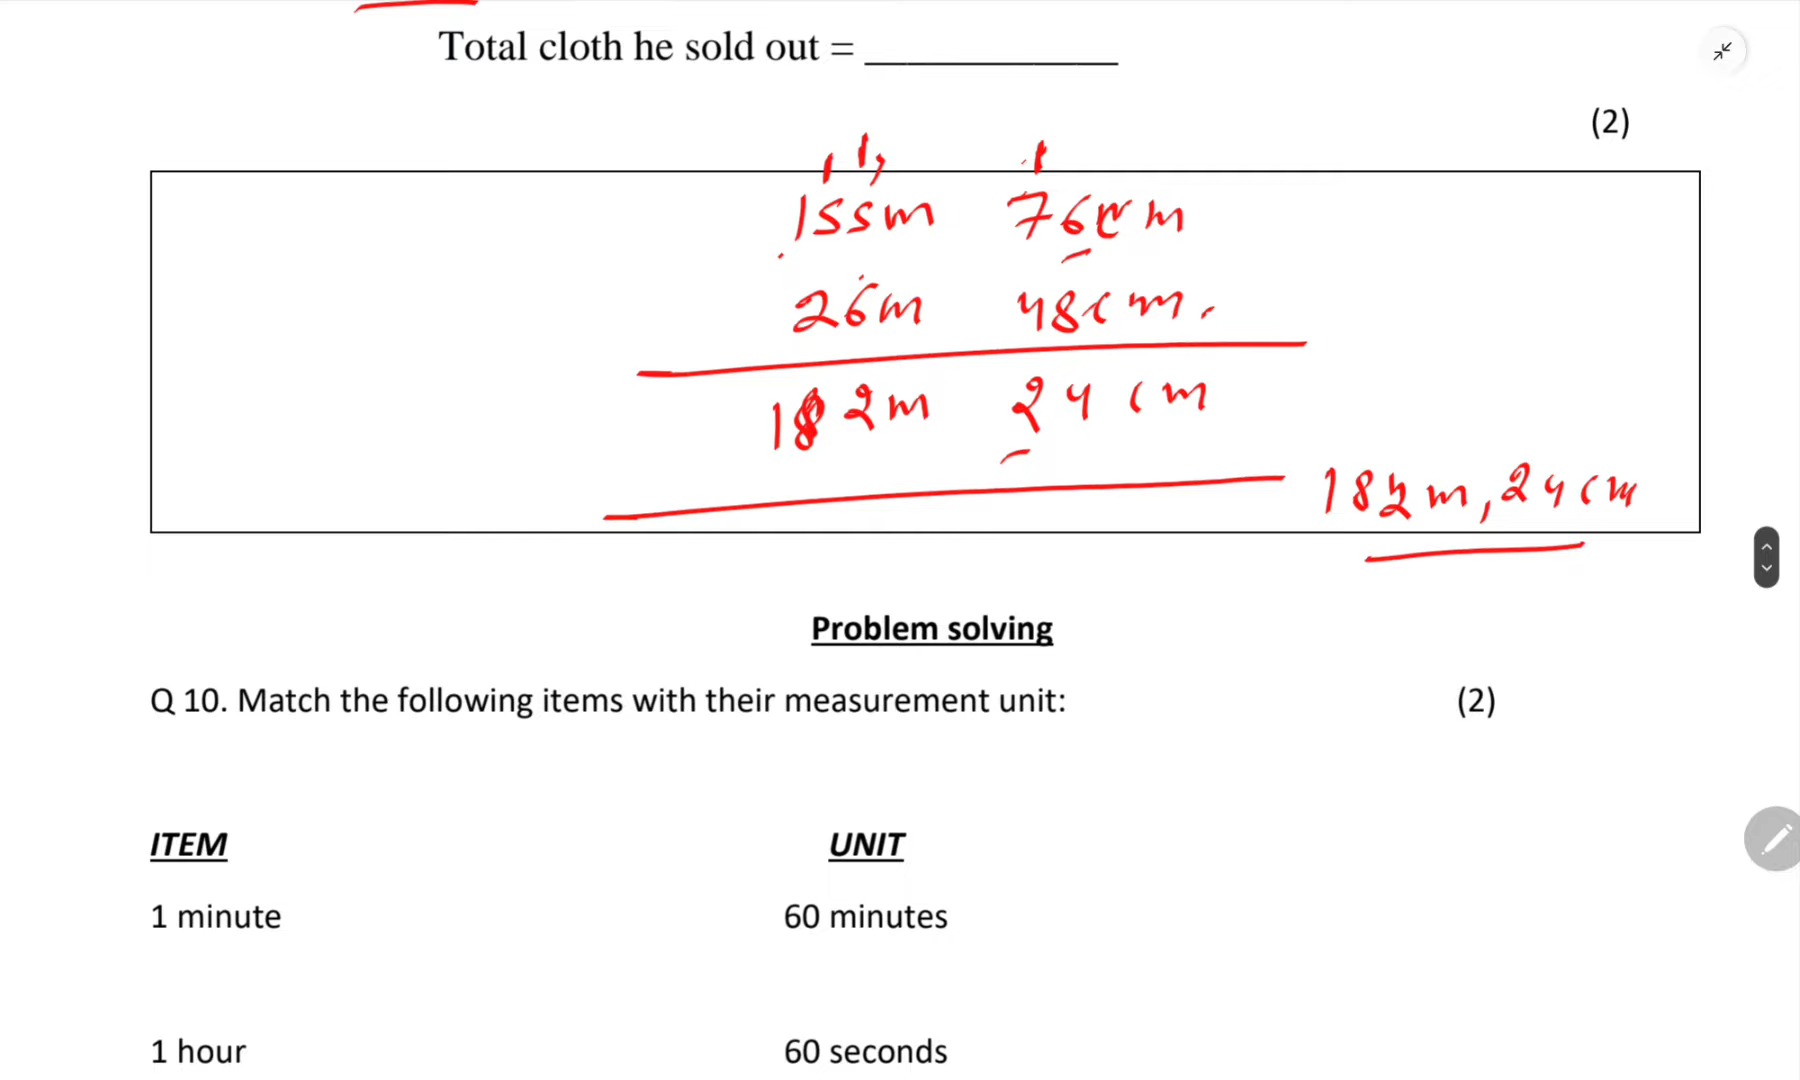 Total cloth he sold out = ____________
(2)
155m 76cm
26m 48cm.
182m 24cm
182m, 24cm
Problem solving
Q 10. Match the following items with their measurement unit: (2)
ITEM UNIT
1 minute 60 minutes
1 hour 60 seconds